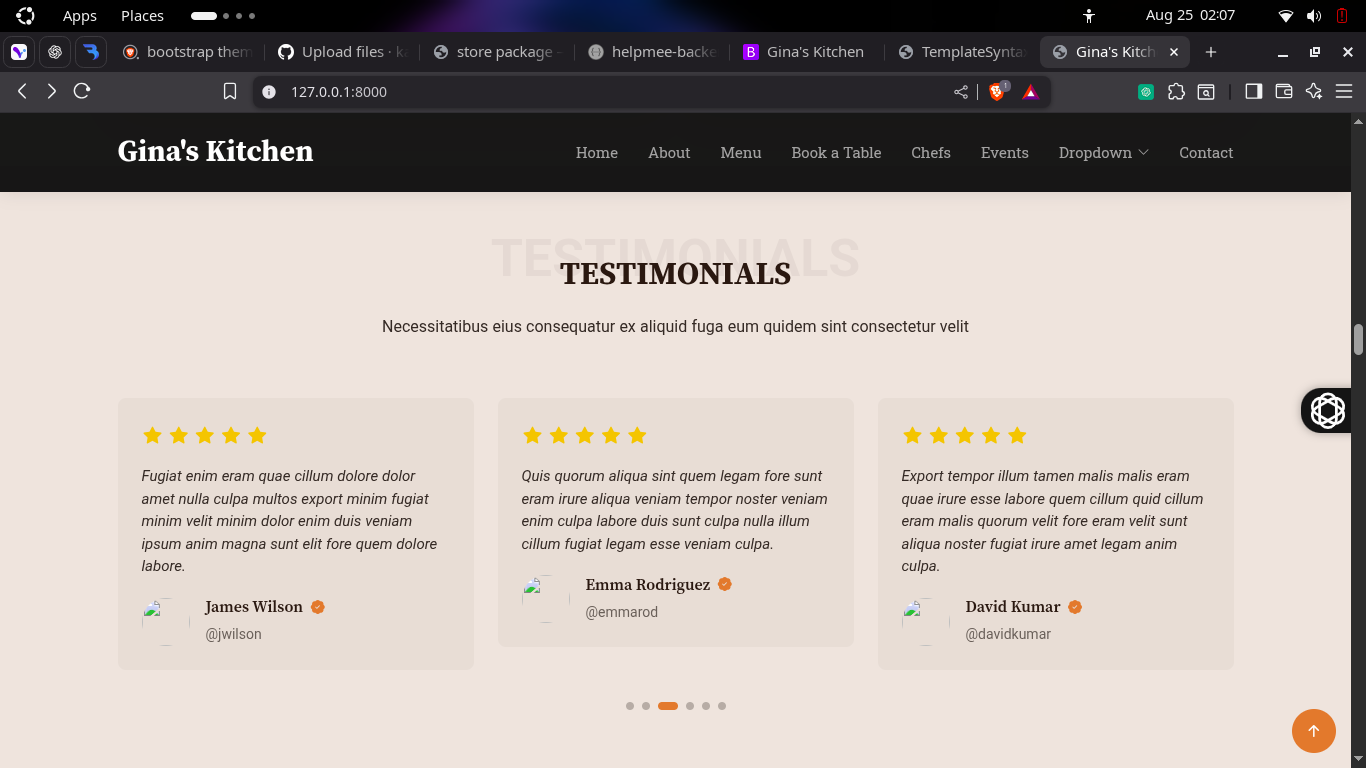 Apps Places Aug 25 02:07
bootstrap them Upload files · ka store package - helpmee-backe Gina's Kitchen TemplateSynta Gina's Kitch
127.0.0.1:8000
Gina's Kitchen Home About Menu Book a Table Chefs Events Dropdown Contact
TESTIMONIALS
TESTIMONIALS
Necessitatibus eius consequatur ex aliquid fuga eum quidem sint consectetur velit
Fugiat enim eram quae cillum dolore dolor
amet nulla culpa multos export minim fugiat
minim velit minim dolor enim duis veniam
ipsum anim magna sunt elit fore quem dolore
labore.
James Wilson
@jwilson
Quis quorum aliqua sint quem legam fore sunt
eram irure aliqua veniam tempor noster veniam
enim culpa labore duis sunt culpa nulla illum
cillum fugiat legam esse veniam culpa.
Emma Rodriguez
@emmarod
Export tempor illum tamen malis malis eram
quae irure esse labore quem cillum quid cillum
eram malis quorum velit fore eram velit sunt
aliqua noster fugiat irure amet legam anim
culpa.
David Kumar
@davidkumar